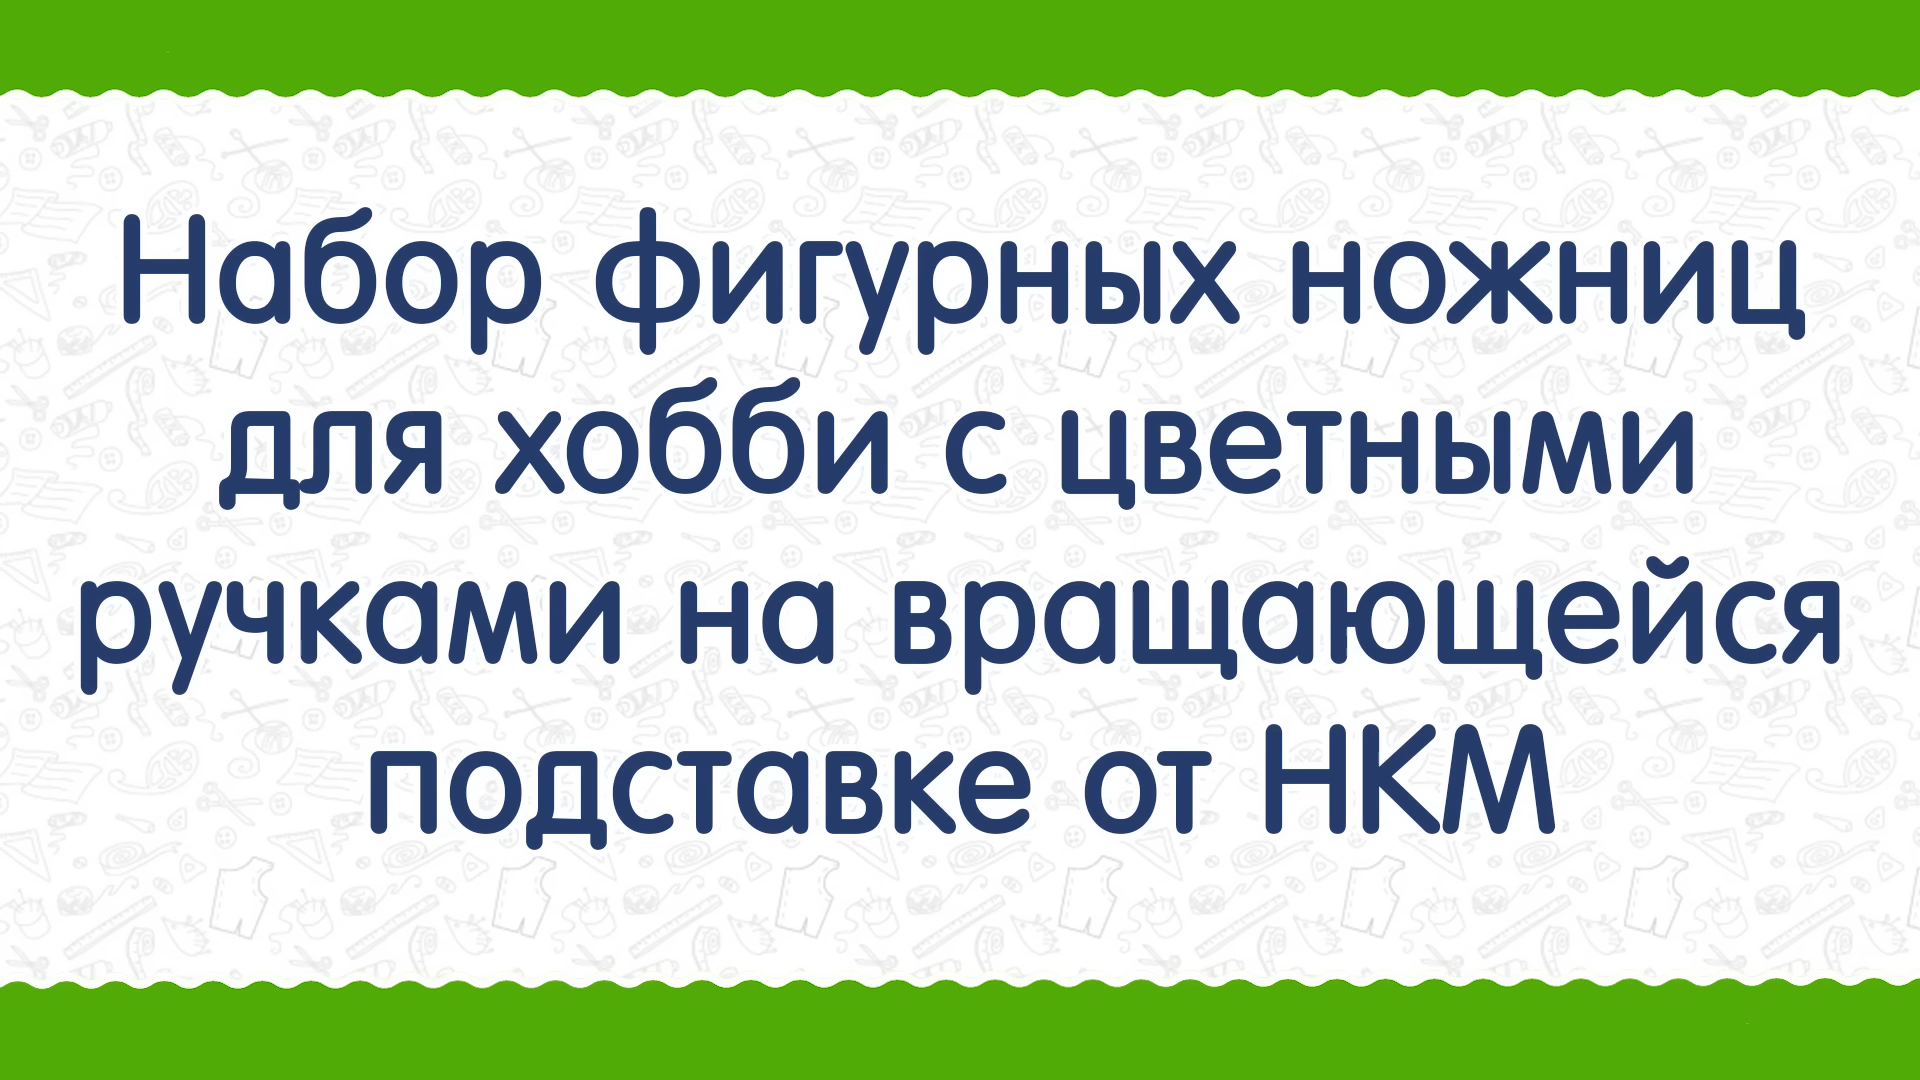 Набор фигурных ножниц
для хобби с цветными
ручками на вращающейся
подставке от НКМ